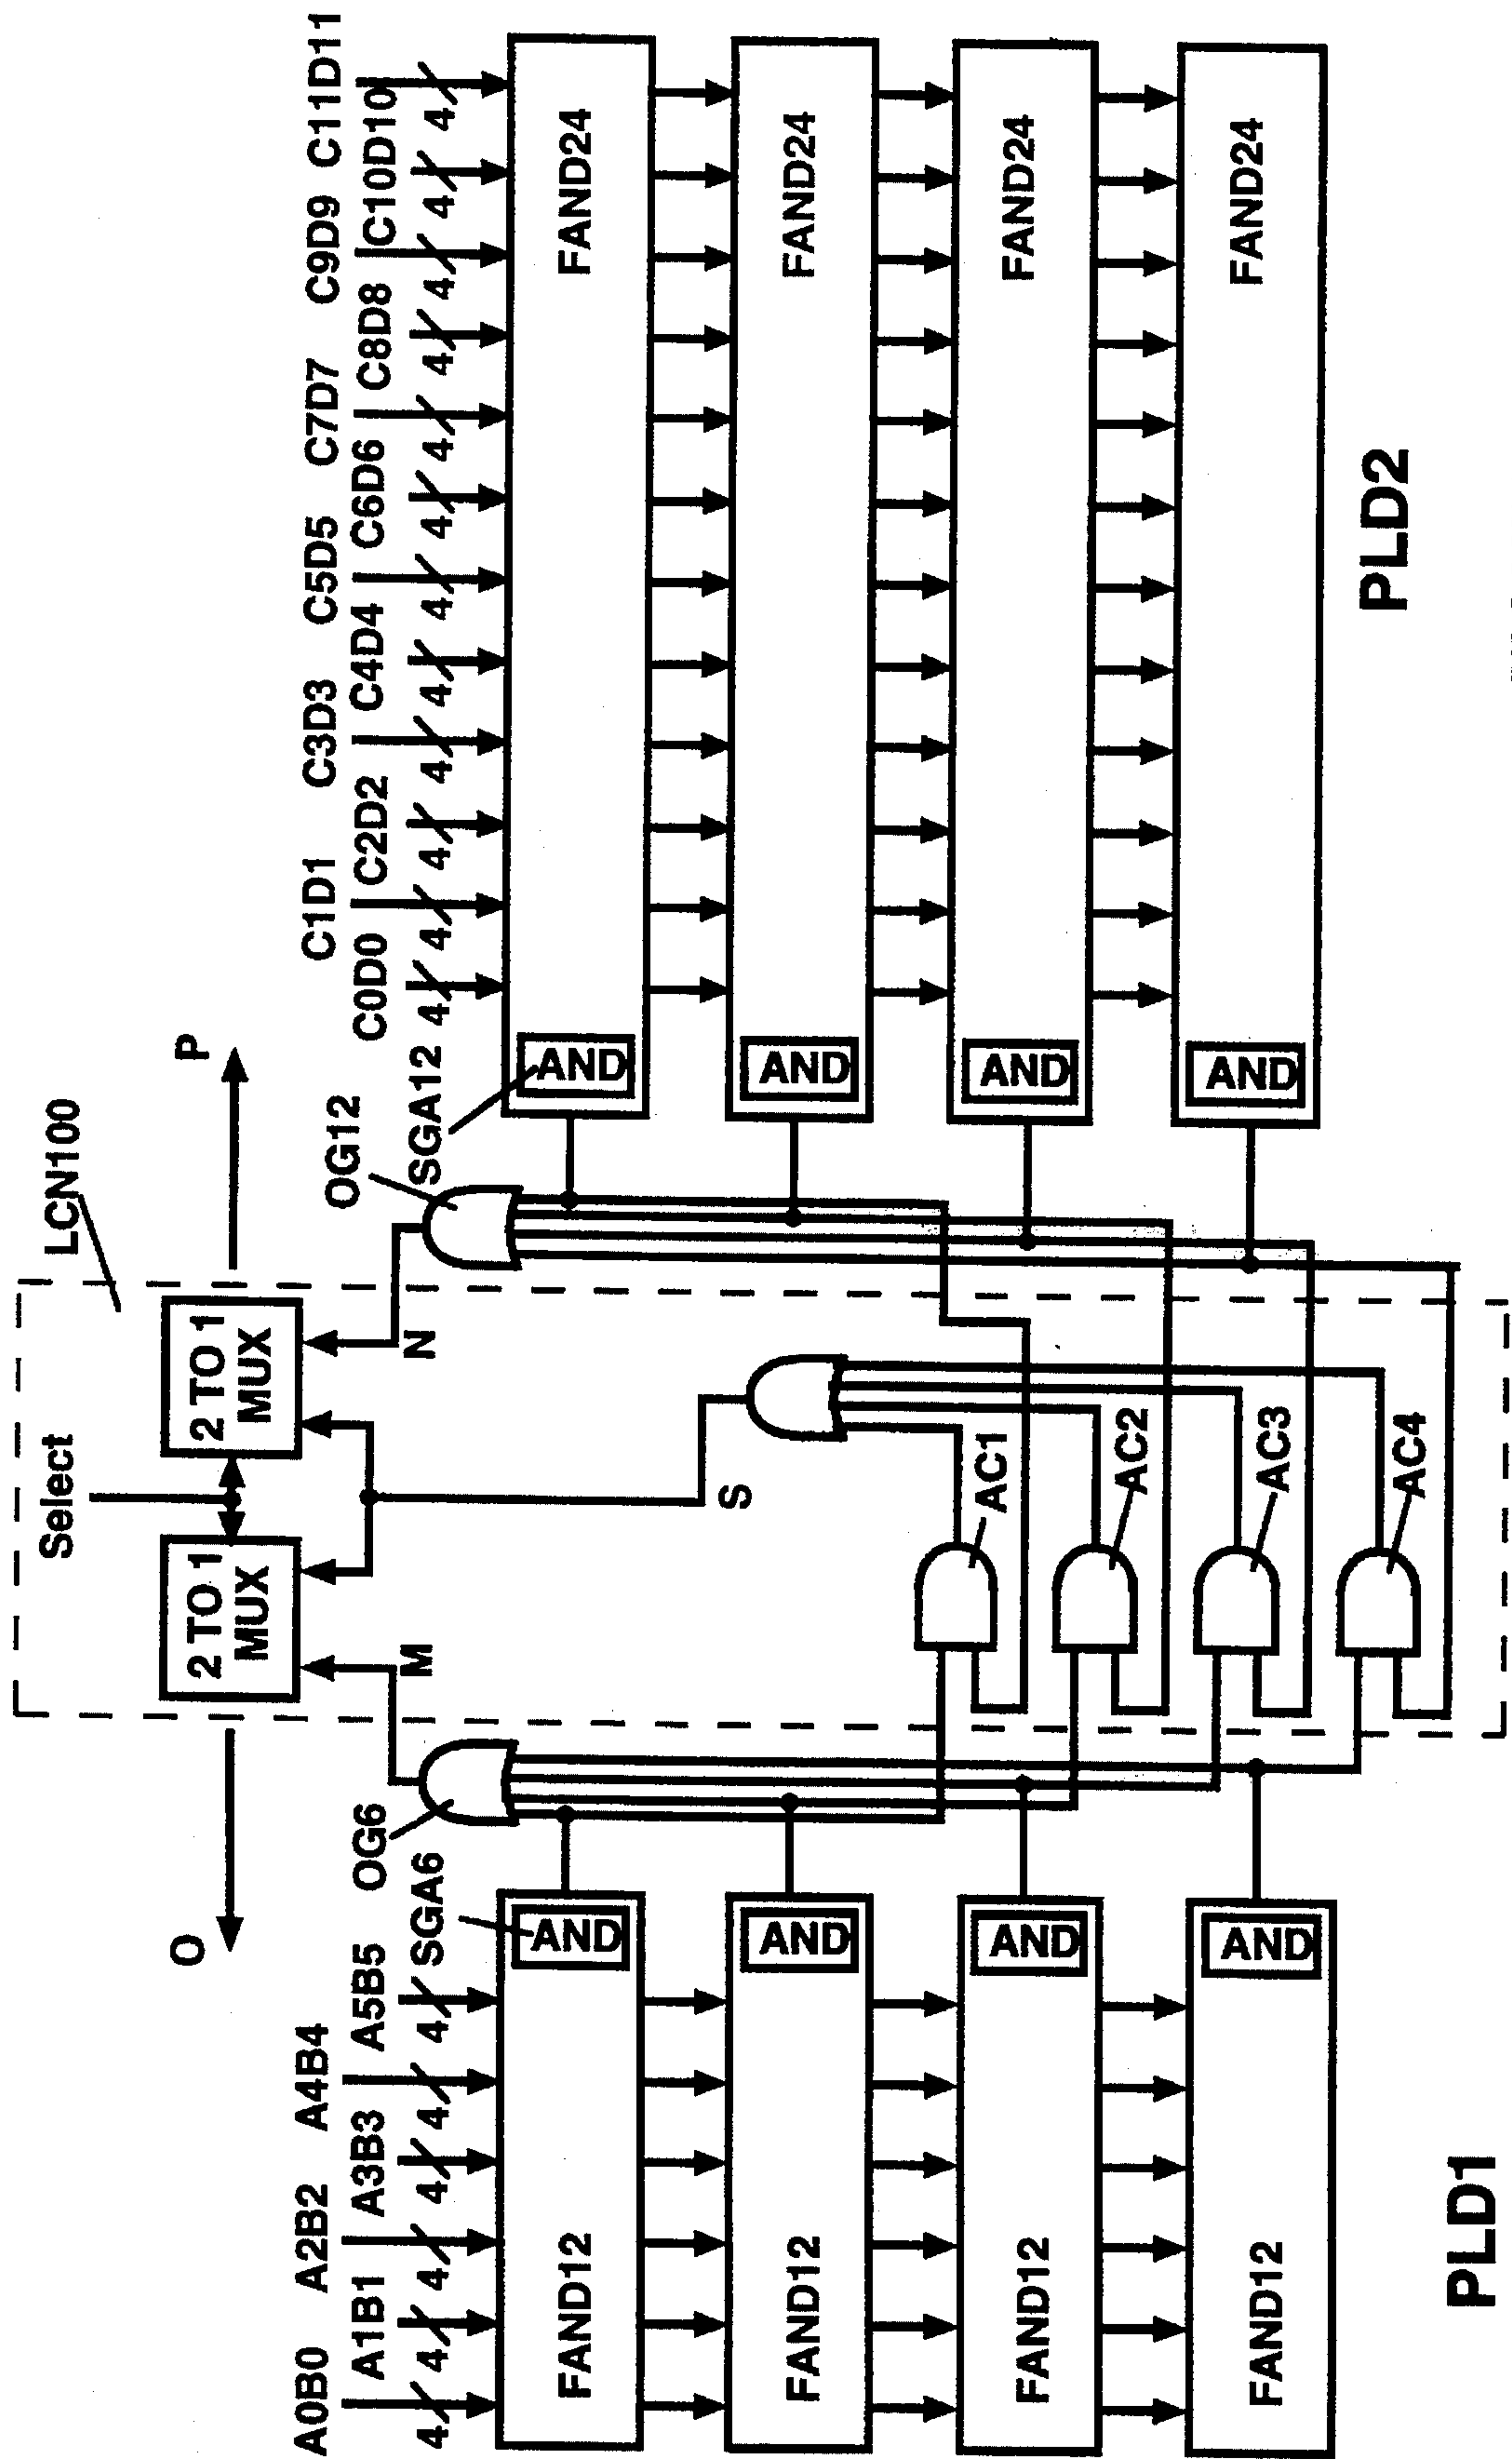 LCN100
Select
O
P
2 TO 1
MUX
2 TO 1
MUX
M
N
S
OG6
OG12
A0B0 A2B2 A4B4
A1B1 A3B3 A5B5
4 4 4 4 4 4
SGA6
C1D1 C3D3 C5D5 C7D7 C9D9 C11D11
C0D0 C2D2 C4D4 C6D6 C8D8 C10D10
4 4 4 4 4 4 4 4 4 4 4 4
SGA12
FAND12
AND
AND
FAND24
FAND12
AND
AND
FAND24
FAND12
AND
AND
FAND24
FAND12
AND
AND
FAND24
AC1
AC2
AC3
AC4
PLD1
PLD2